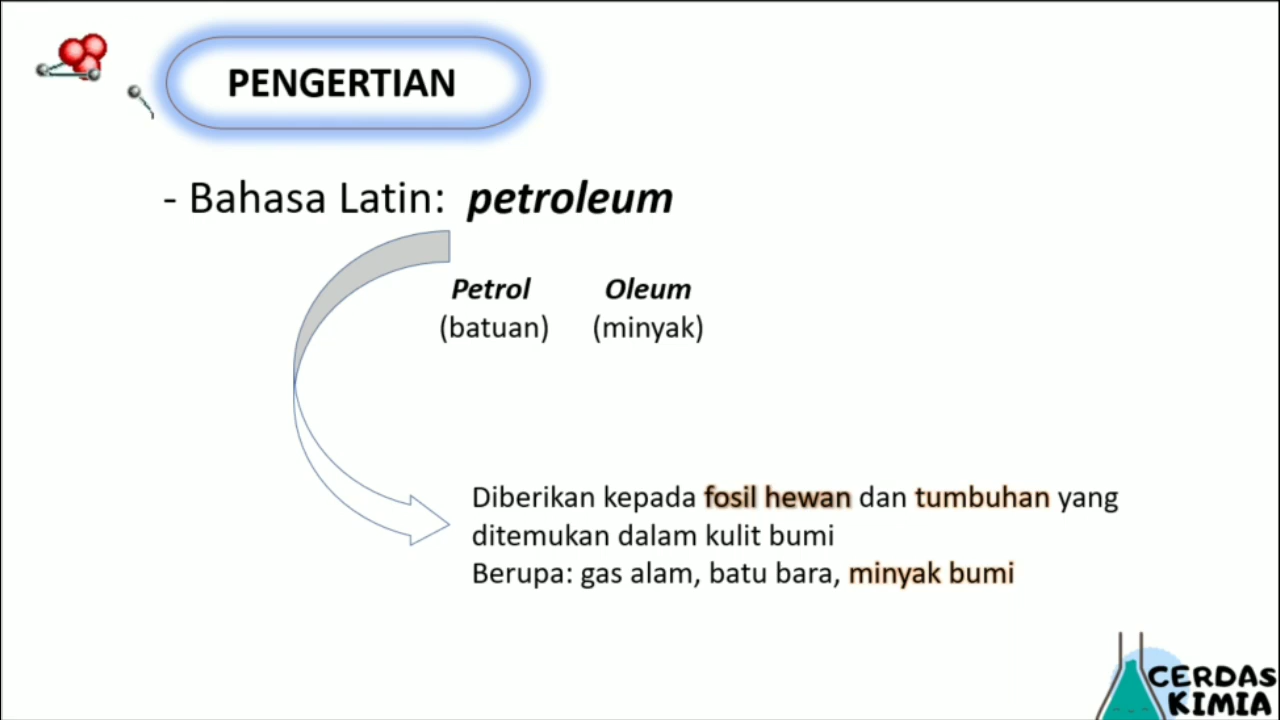 PENGERTIAN
- Bahasa Latin: petroleum
Petrol Oleum
(batuan) (minyak)
Diberikan kepada fosil hewan dan tumbuhan yang
ditemukan dalam kulit bumi
Berupa: gas alam, batu bara, minyak bumi
CERDAS
KIMIA